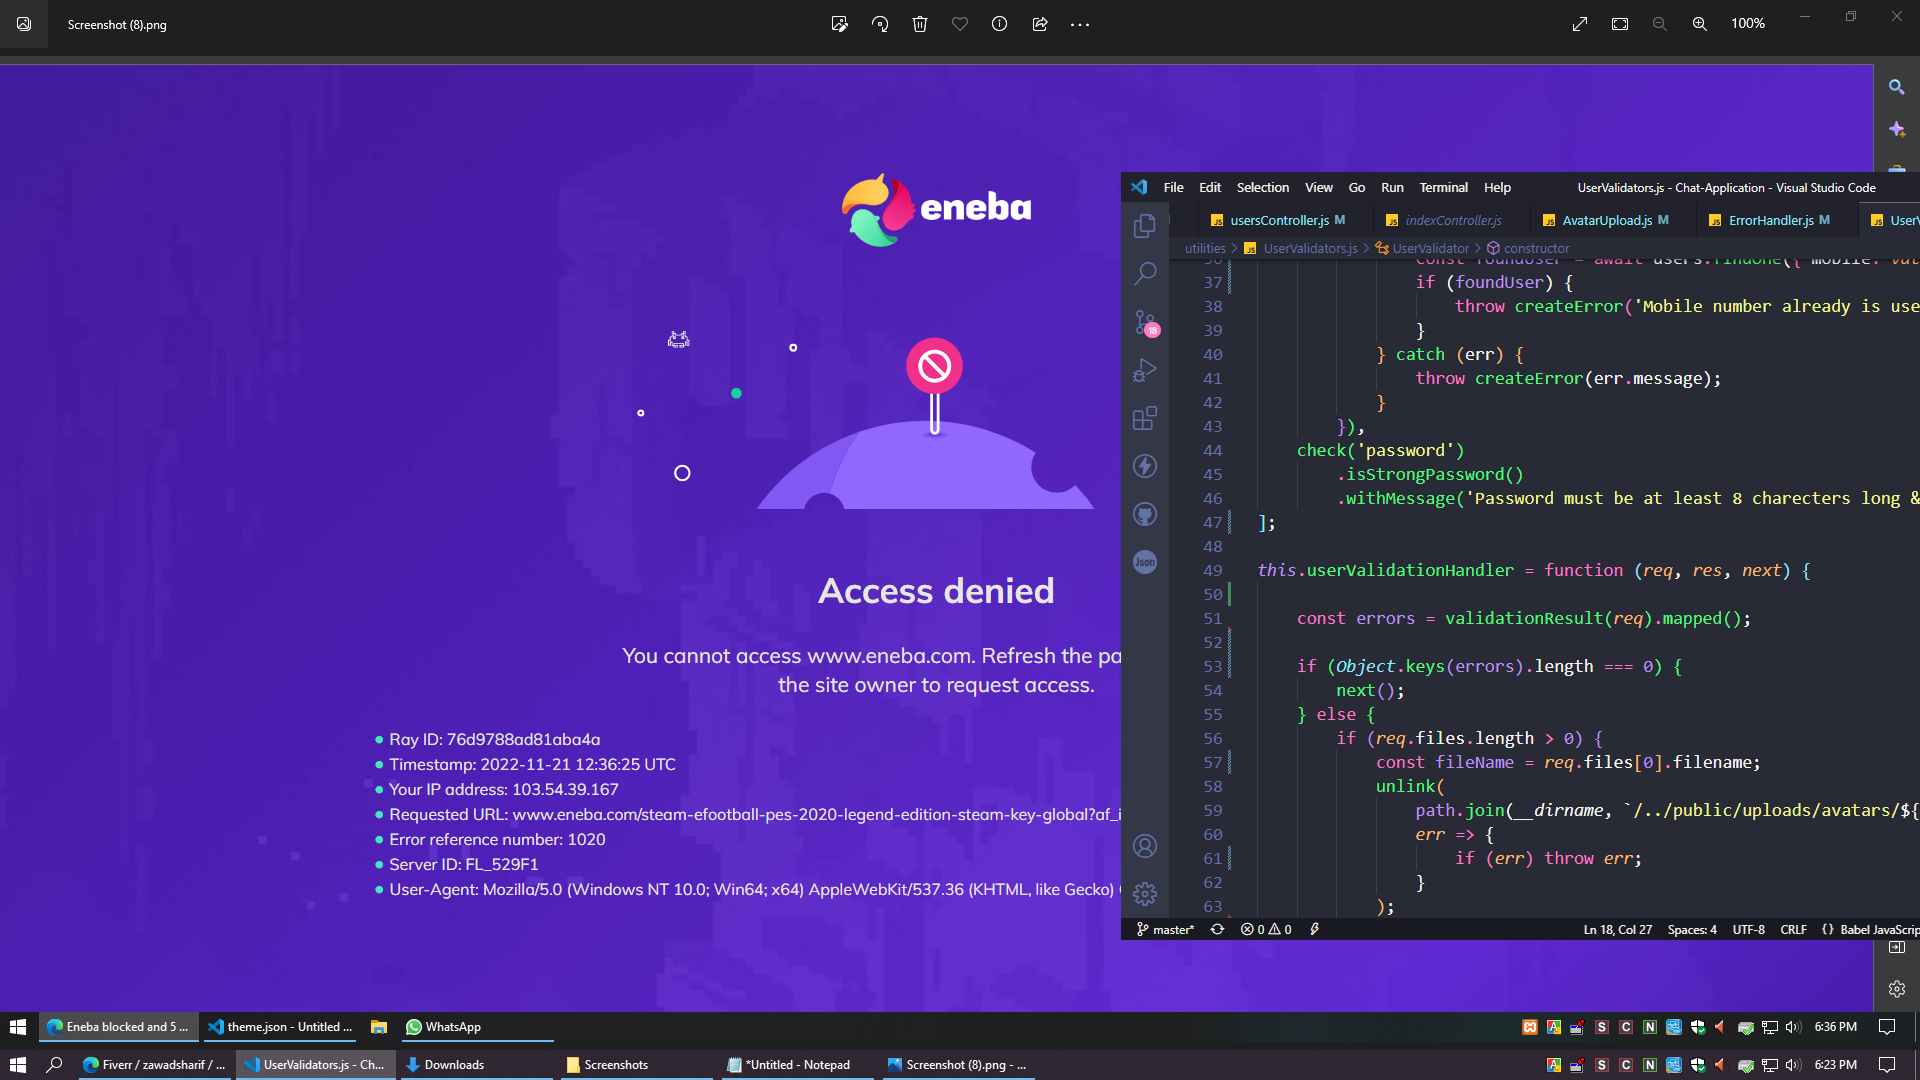 Screenshot (8).png
100%
eneba
Access denied
You cannot access www.eneba.com. Refresh the pa
the site owner to request access.
Ray ID: 76d9788ad81aba4a
Timestamp: 2022-11-21 12:36:25 UTC
Your IP address: 103.54.39.167
Requested URL: www.eneba.com/steam-efootball-pes-2020-legend-edition-steam-key-global?af_i
Error reference number: 1020
Server ID: FL_529F1
User-Agent: Mozilla/5.0 (Windows NT 10.0; Win64; x64) AppleWebKit/537.36 (KHTML, like Gecko)
File Edit Selection View Go Run Terminal Help UserValidators.js - Chat-Application - Visual Studio Code
usersController.js M indexController.js AvatarUpload.js M ErrorHandler.js M User
utilities > UserValidators.js > UserValidator > constructor
36 const foundUser = await users.findOne({ mobile: val
37 if (foundUser) {
38 throw createError('Mobile number already is use
39 }
40 } catch (err) {
41 throw createError(err.message);
42 }
43 }),
44 check('password')
45 .isStrongPassword()
46 .withMessage('Password must be at least 8 charecters long &
47 ];
48
49 this.userValidationHandler = function (req, res, next) {
50
51 const errors = validationResult(req).mapped();
52
53 if (Object.keys(errors).length === 0) {
54 next();
55 } else {
56 if (req.files.length > 0) {
57 const fileName = req.files[0].filename;
58 unlink(
59 path.join(__dirname, `/../public/uploads/avatars/${
60 err => {
61 if (err) throw err;
62 }
63 );
18
Json
master* 0 0 Ln 18, Col 27 Spaces: 4 UTF-8 CRLF {} Babel JavaScrip
Eneba blocked and 5 ... theme.json - Untitled ... WhatsApp 6:36 PM
Fiverr / zawadsharif / ... UserValidators.js - Ch... Downloads Screenshots *Untitled - Notepad Screenshot (8).png - ... 6:23 PM